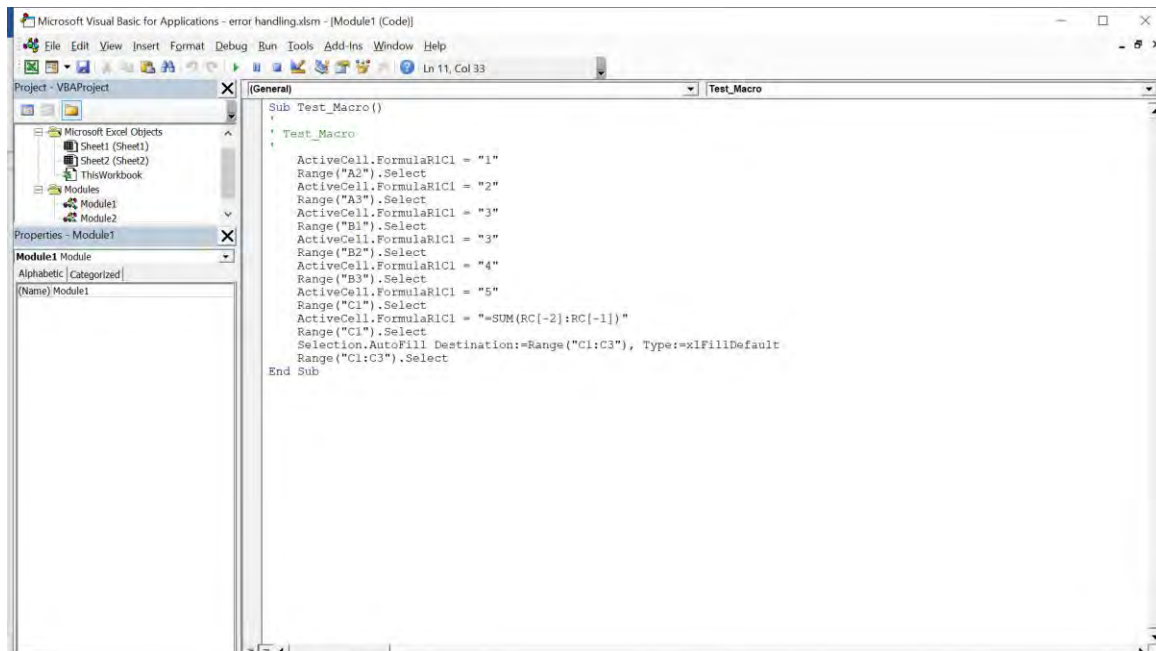 Microsoft Visual Basic for Applications - error handling.xlsm - [Module1 (Code)]
File Edit View Insert Format Debug Run Tools Add-Ins Window Help
Ln 11, Col 33
Project - VBAProject
(General) Test_Macro
Microsoft Excel Objects
Sheet1 (Sheet1)
Sheet2 (Sheet2)
ThisWorkbook
Modules
Module1
Module2
Properties - Module1
Module1 Module
Alphabetic Categorized
(Name) Module1
Sub Test_Macro()
'
' Test_Macro
'
ActiveCell.FormulaR1C1 = "1"
Range("A2").Select
ActiveCell.FormulaR1C1 = "2"
Range("A3").Select
ActiveCell.FormulaR1C1 = "3"
Range("B1").Select
ActiveCell.FormulaR1C1 = "3"
Range("B2").Select
ActiveCell.FormulaR1C1 = "4"
Range("B3").Select
ActiveCell.FormulaR1C1 = "5"
Range("C1").Select
ActiveCell.FormulaR1C1 = "=SUM(RC[-2]:RC[-1])"
Range("C1").Select
Selection.AutoFill Destination:=Range("C1:C3"), Type:=xlFillDefault
Range("C1:C3").Select
End Sub